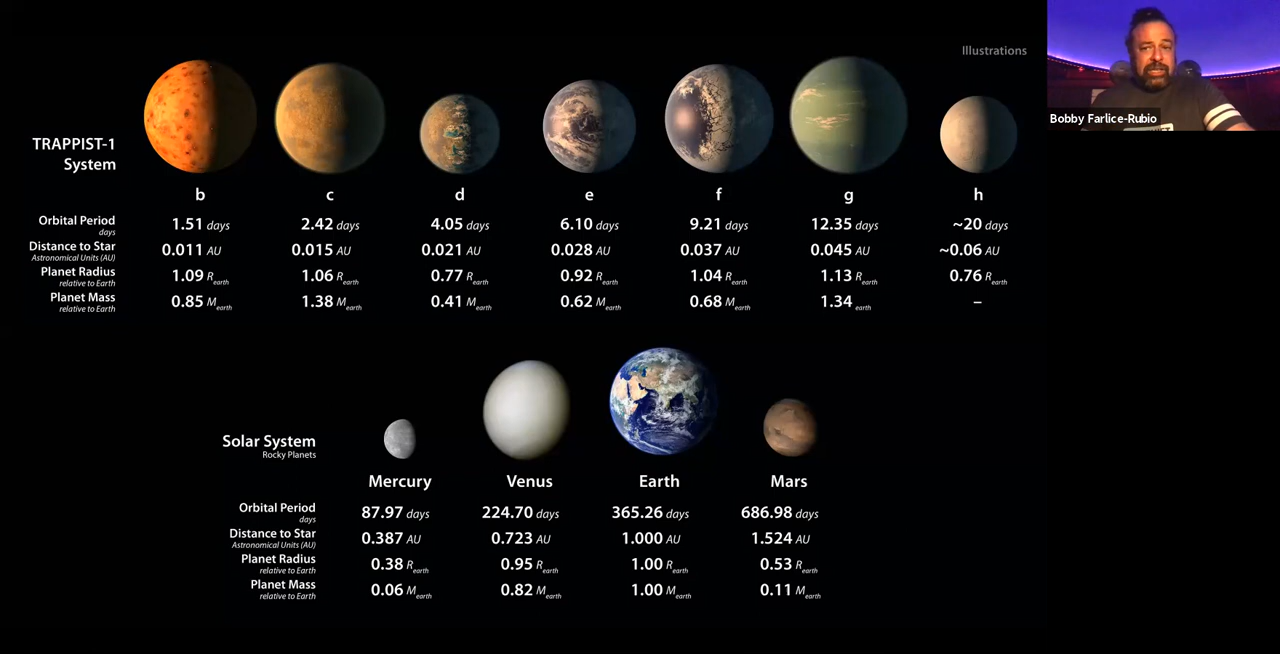 Illustrations
Bobby Farlice-Rubio
TRAPPIST-1
System
b c d e f g h
Orbital Period 1.51 days 2.42 days 4.05 days 6.10 days 9.21 days 12.35 days ~20 days
days
Distance to Star 0.011 AU 0.015 AU 0.021 AU 0.028 AU 0.037 AU 0.045 AU ~0.06 AU
Astronomical Units (AU)
Planet Radius 1.09 Rearth 1.06 Rearth 0.77 Rearth 0.92 Rearth 1.04 Rearth 1.13 Rearth 0.76 Rearth
relative to Earth
Planet Mass 0.85 Mearth 1.38 Mearth 0.41 Mearth 0.62 Mearth 0.68 Mearth 1.34 earth –
relative to Earth
Solar System
Rocky Planets
Mercury Venus Earth Mars
Orbital Period 87.97 days 224.70 days 365.26 days 686.98 days
days
Distance to Star 0.387 AU 0.723 AU 1.000 AU 1.524 AU
Astronomical Units (AU)
Planet Radius 0.38 Rearth 0.95 Rearth 1.00 Rearth 0.53 Rearth
relative to Earth
Planet Mass 0.06 Mearth 0.82 Mearth 1.00 Mearth 0.11 Mearth
relative to Earth